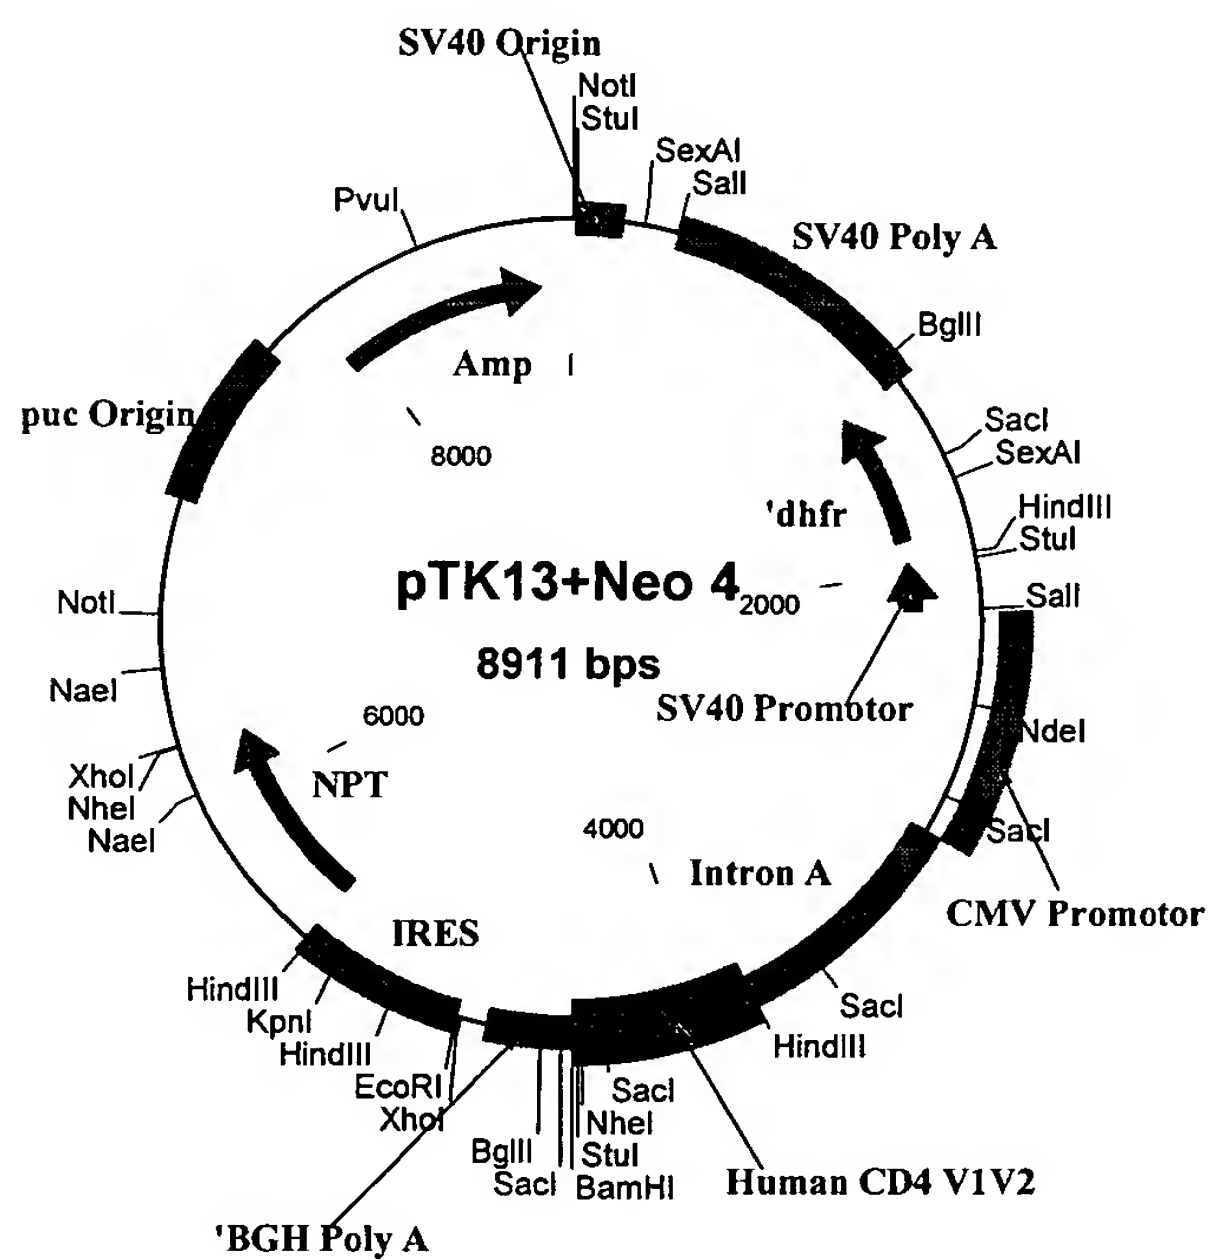 SV40 Origin
NotI
StuI
SexAI
SalI
PvuI
SV40 Poly A
BglII
Amp
puc Origin
SacI
8000
SexAI
'dhfr
HindIII
StuI
pTK13+Neo 4
2000
NotI
SalI
8911 bps
NaeI
SV40 Promotor
6000
NdeI
XhoI
NPT
NheI
NaeI
4000
SacI
Intron A
CMV Promotor
IRES
HindIII
SacI
KpnI
HindIII
HindIII
EcoRI
SacI
XhoI
NheI
BglII
StuI
SacI
BamHI
Human CD4 V1V2
'BGH Poly A